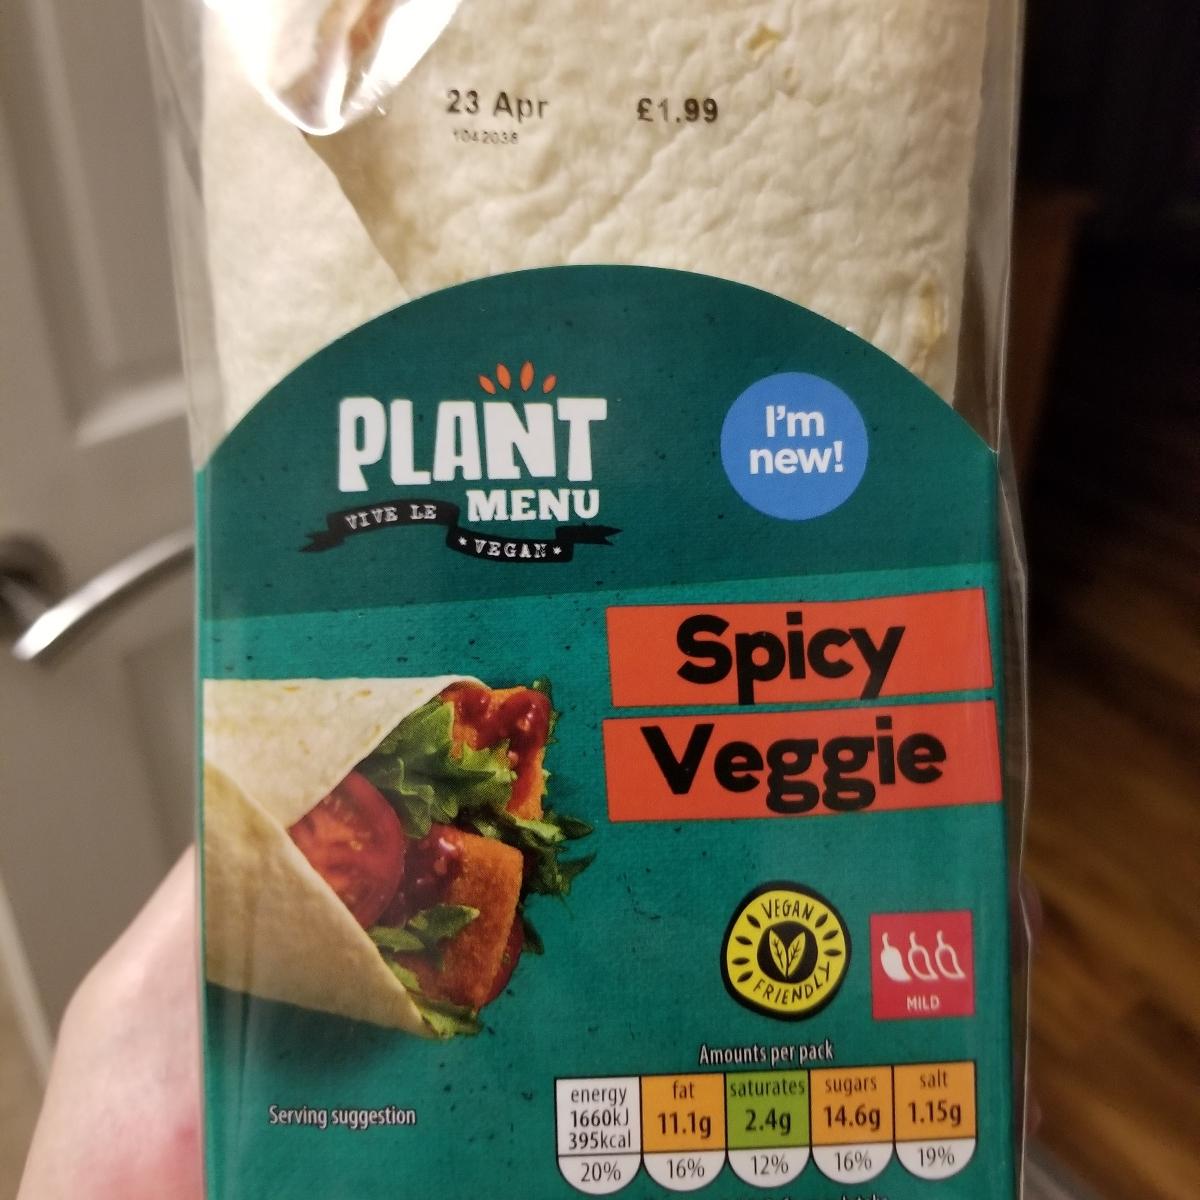 23 Apr £1.99
1042038
PLANT
MENU
VIVE LE
VEGAN
I'm
new!
Spicy
Veggie
VEGAN
FRIENDLY
MILD
Amounts per pack
energy fat saturates sugars salt
1660kJ 11.1g 2.4g 14.6g 1.15g
395kcal
20% 16% 12% 16% 19%
Serving suggestion